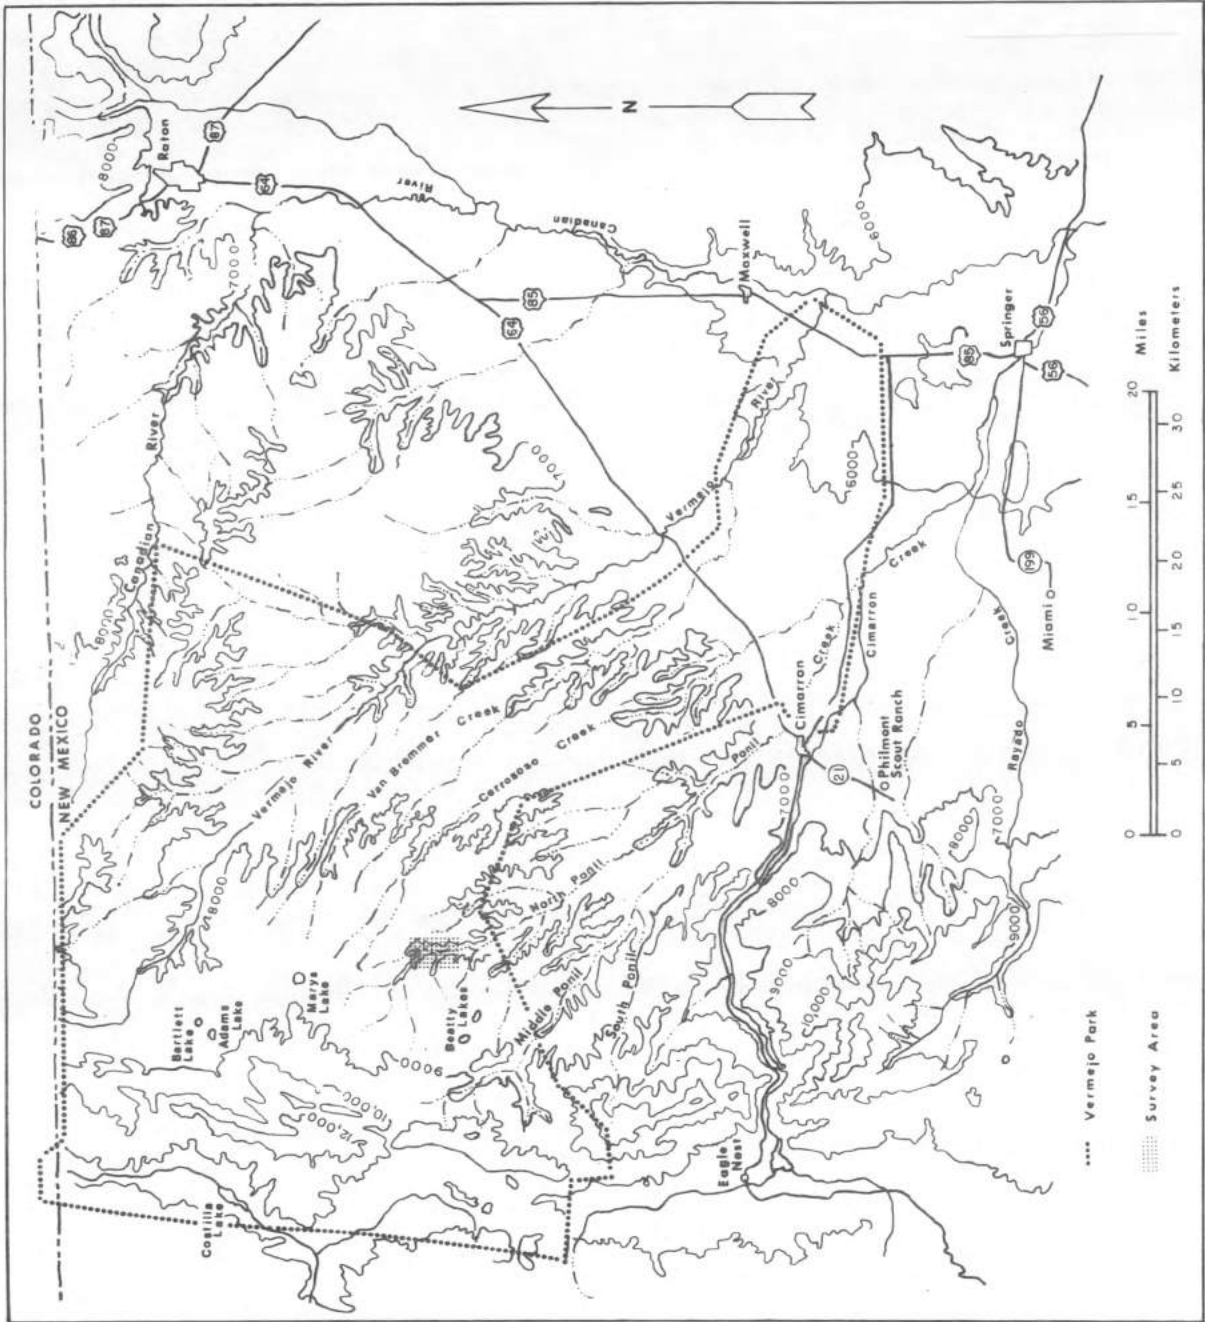 COLORADO
NEW MEXICO
8000
Raton
87
85
87
64
N
Canadian River
7000
Canadian River
8000
64
85
Maxwell
6000
7000
Vermejo River
Vermejo River
Van Bremmer Creek
Cerrososo Creek
8000
North Ponil
Ponil Creek
Middle Ponil
South Ponil
Bartlett Lake
Adams Lake
Marys Lake
Beatty Lakes
9000
10,000
12,000
Costilla Lake
Eagle Nest
Cimarron
7000
8000
9000
10,000
21
Philmont Scout Ranch
8000
7000
9000
Cimarron Creek
6000
85
Springer
56
56
199
Miami
Rayado Creek
Vermejo Park
Survey Area
0 5 10 15 20 Miles
0 5 10 15 20 25 30 Kilometers